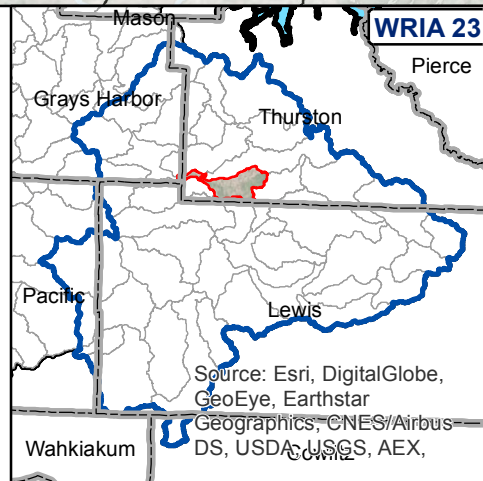 Mason
WRIA 23
Pierce
Grays Harbor
Thurston
Pacific
Lewis
Source: Esri, DigitalGlobe,
GeoEye, Earthstar
Geographics, CNES/Airbus
DS, USDA, USGS, AEX,
Wahkiakum
Cowlitz